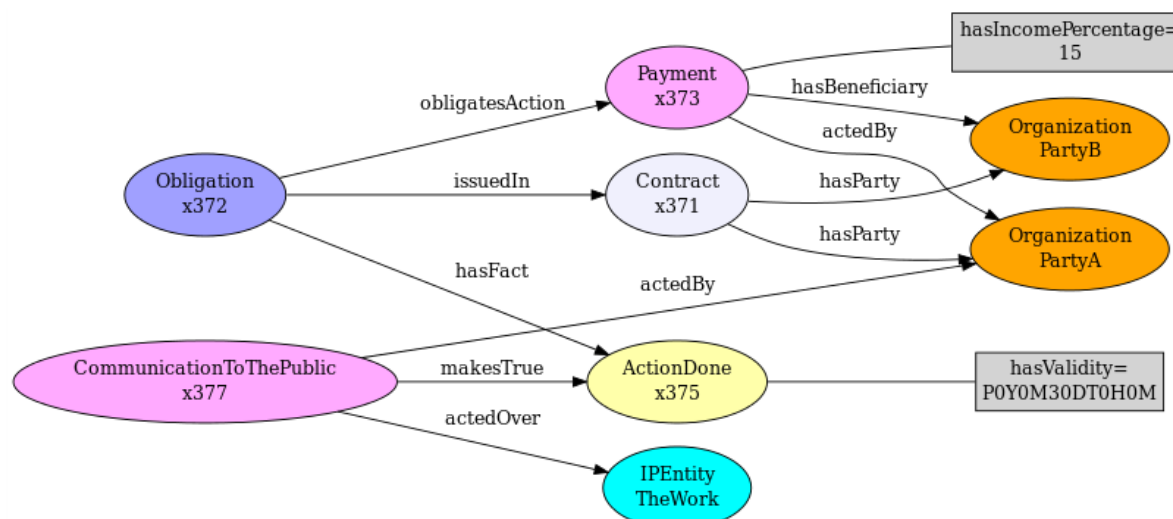 hasIncomePercentage=
15
Payment
x373
hasBeneficiary
obligatesAction
actedBy
Organization
PartyB
Obligation
x372
issuedIn
Contract
x371
hasParty
hasParty
Organization
PartyA
hasFact
actedBy
CommunicationToThePublic
x377
makesTrue
ActionDone
x375
hasValidity=
P0Y0M30DT0H0M
actedOver
IPEntity
TheWork